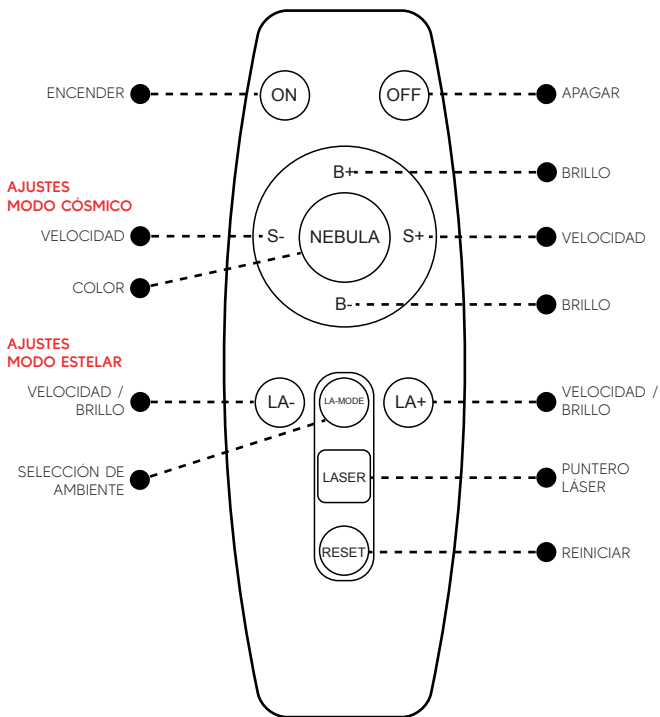 ON
OFF
ENCENDER
APAGAR
B+
BRILLO
AJUSTES
MODO CÓSMICO
VELOCIDAD
S-
NEBULA
S+
VELOCIDAD
COLOR
B-
BRILLO
AJUSTES
MODO ESTELAR
VELOCIDAD /
BRILLO
LA-
LA-MODE
LA+
VELOCIDAD /
BRILLO
SELECCIÓN DE
AMBIENTE
LASER
PUNTERO
LÁSER
RESET
REINICIAR